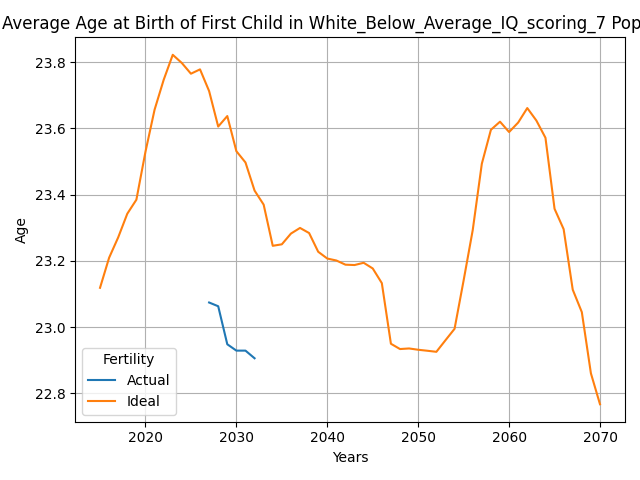 Average Age at Birth of First Child in White_Below_Average_IQ_scoring_7 Pop
23.8
23.6
23.4
23.2
23.0
22.8
Age
Fertility
Actual
Ideal
2020 2030 2040 2050 2060 2070
Years